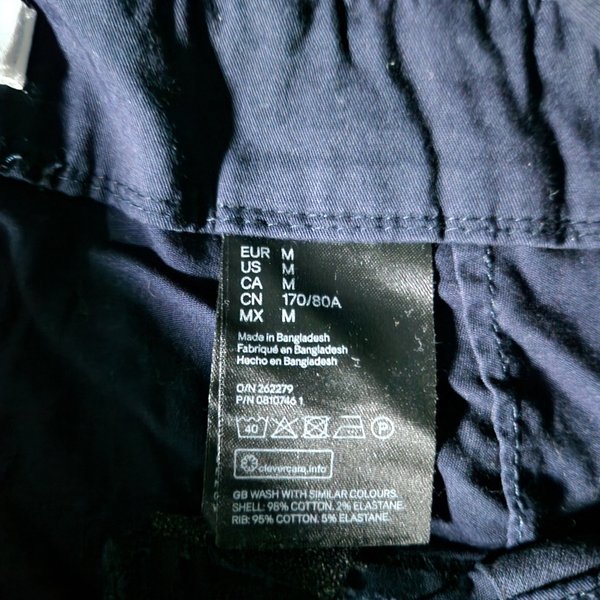 EUR M
US M
CA M
CN 170/80A
MX M
Made in Bangladesh
Fabriqué en Bangladesh
Hecho en Bangladesh
O/N 262279
P/N 0810746 1
40 P
clevercare.info
GB WASH WITH SIMILAR COLOURS.
SHELL: 98% COTTON. 2% ELASTANE.
RIB: 95% COTTON. 5% ELASTANE.